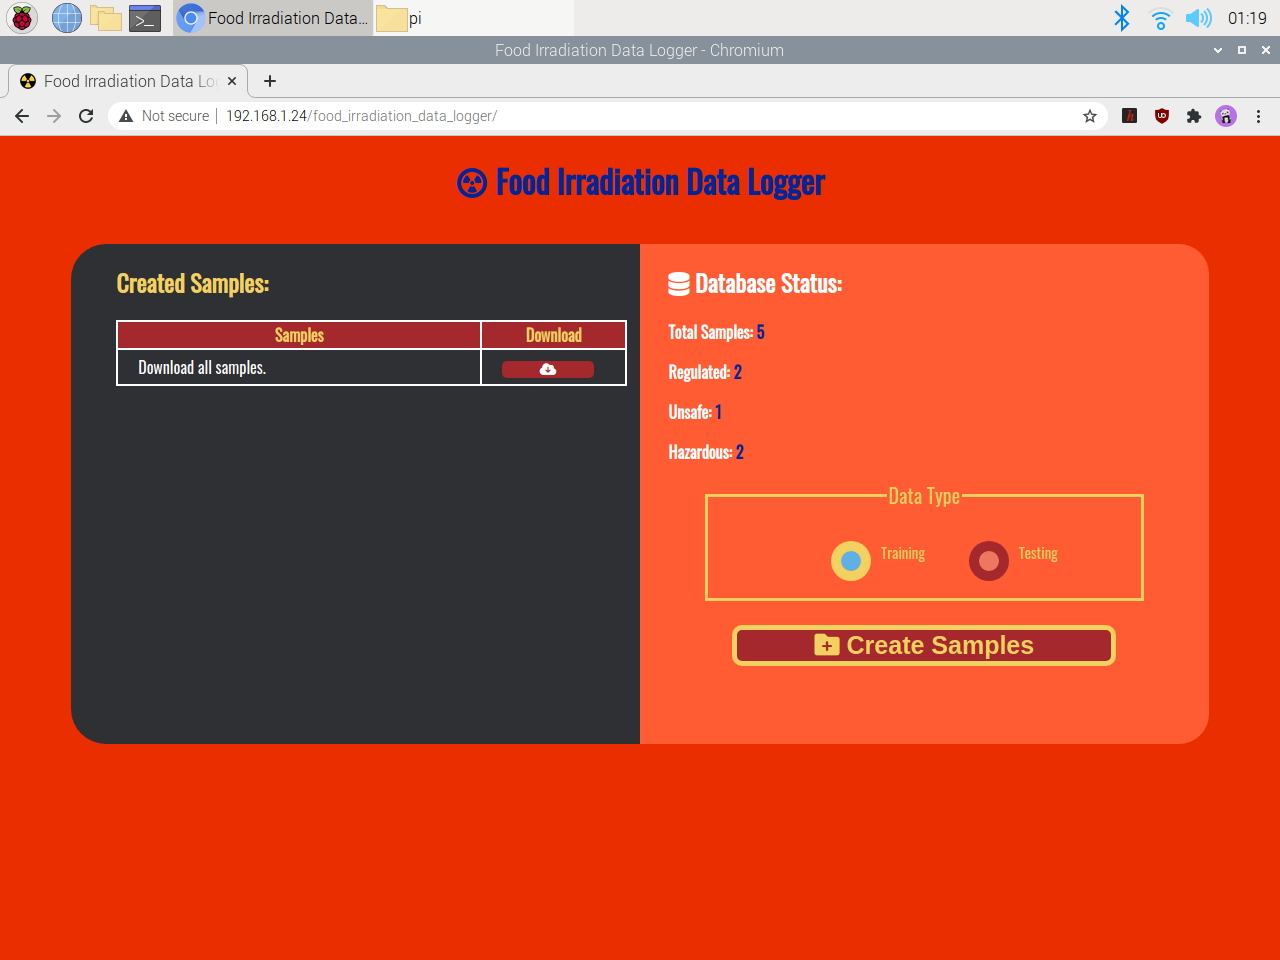 Food Irradiation Data...
pi
01:19
Food Irradiation Data Logger - Chromium
Food Irradiation Data Lo
Not secure | 192.168.1.24/food_irradiation_data_logger/
Food Irradiation Data Logger
Created Samples:
Samples Download
Download all samples.
Database Status:
Total Samples: 5
Regulated: 2
Unsafe: 1
Hazardous: 2
Data Type
Training Testing
Create Samples